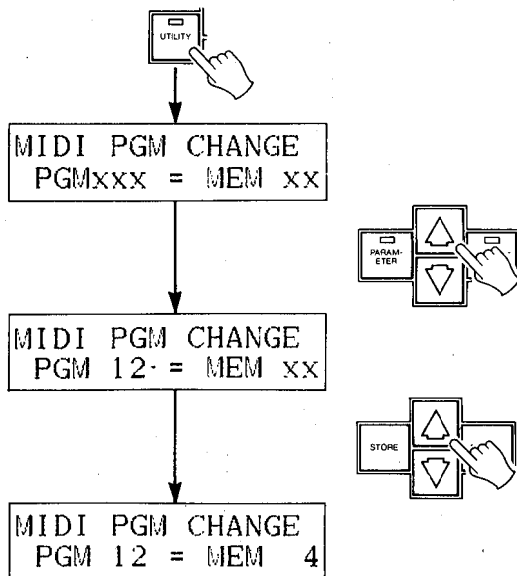 UTILITY
MIDI PGM CHANGE
PGMxxx = MEM xx
PARAM-
ETER
MIDI PGM CHANGE
PGM 12 = MEM xx
STORE
MIDI PGM CHANGE
PGM 12 = MEM 4